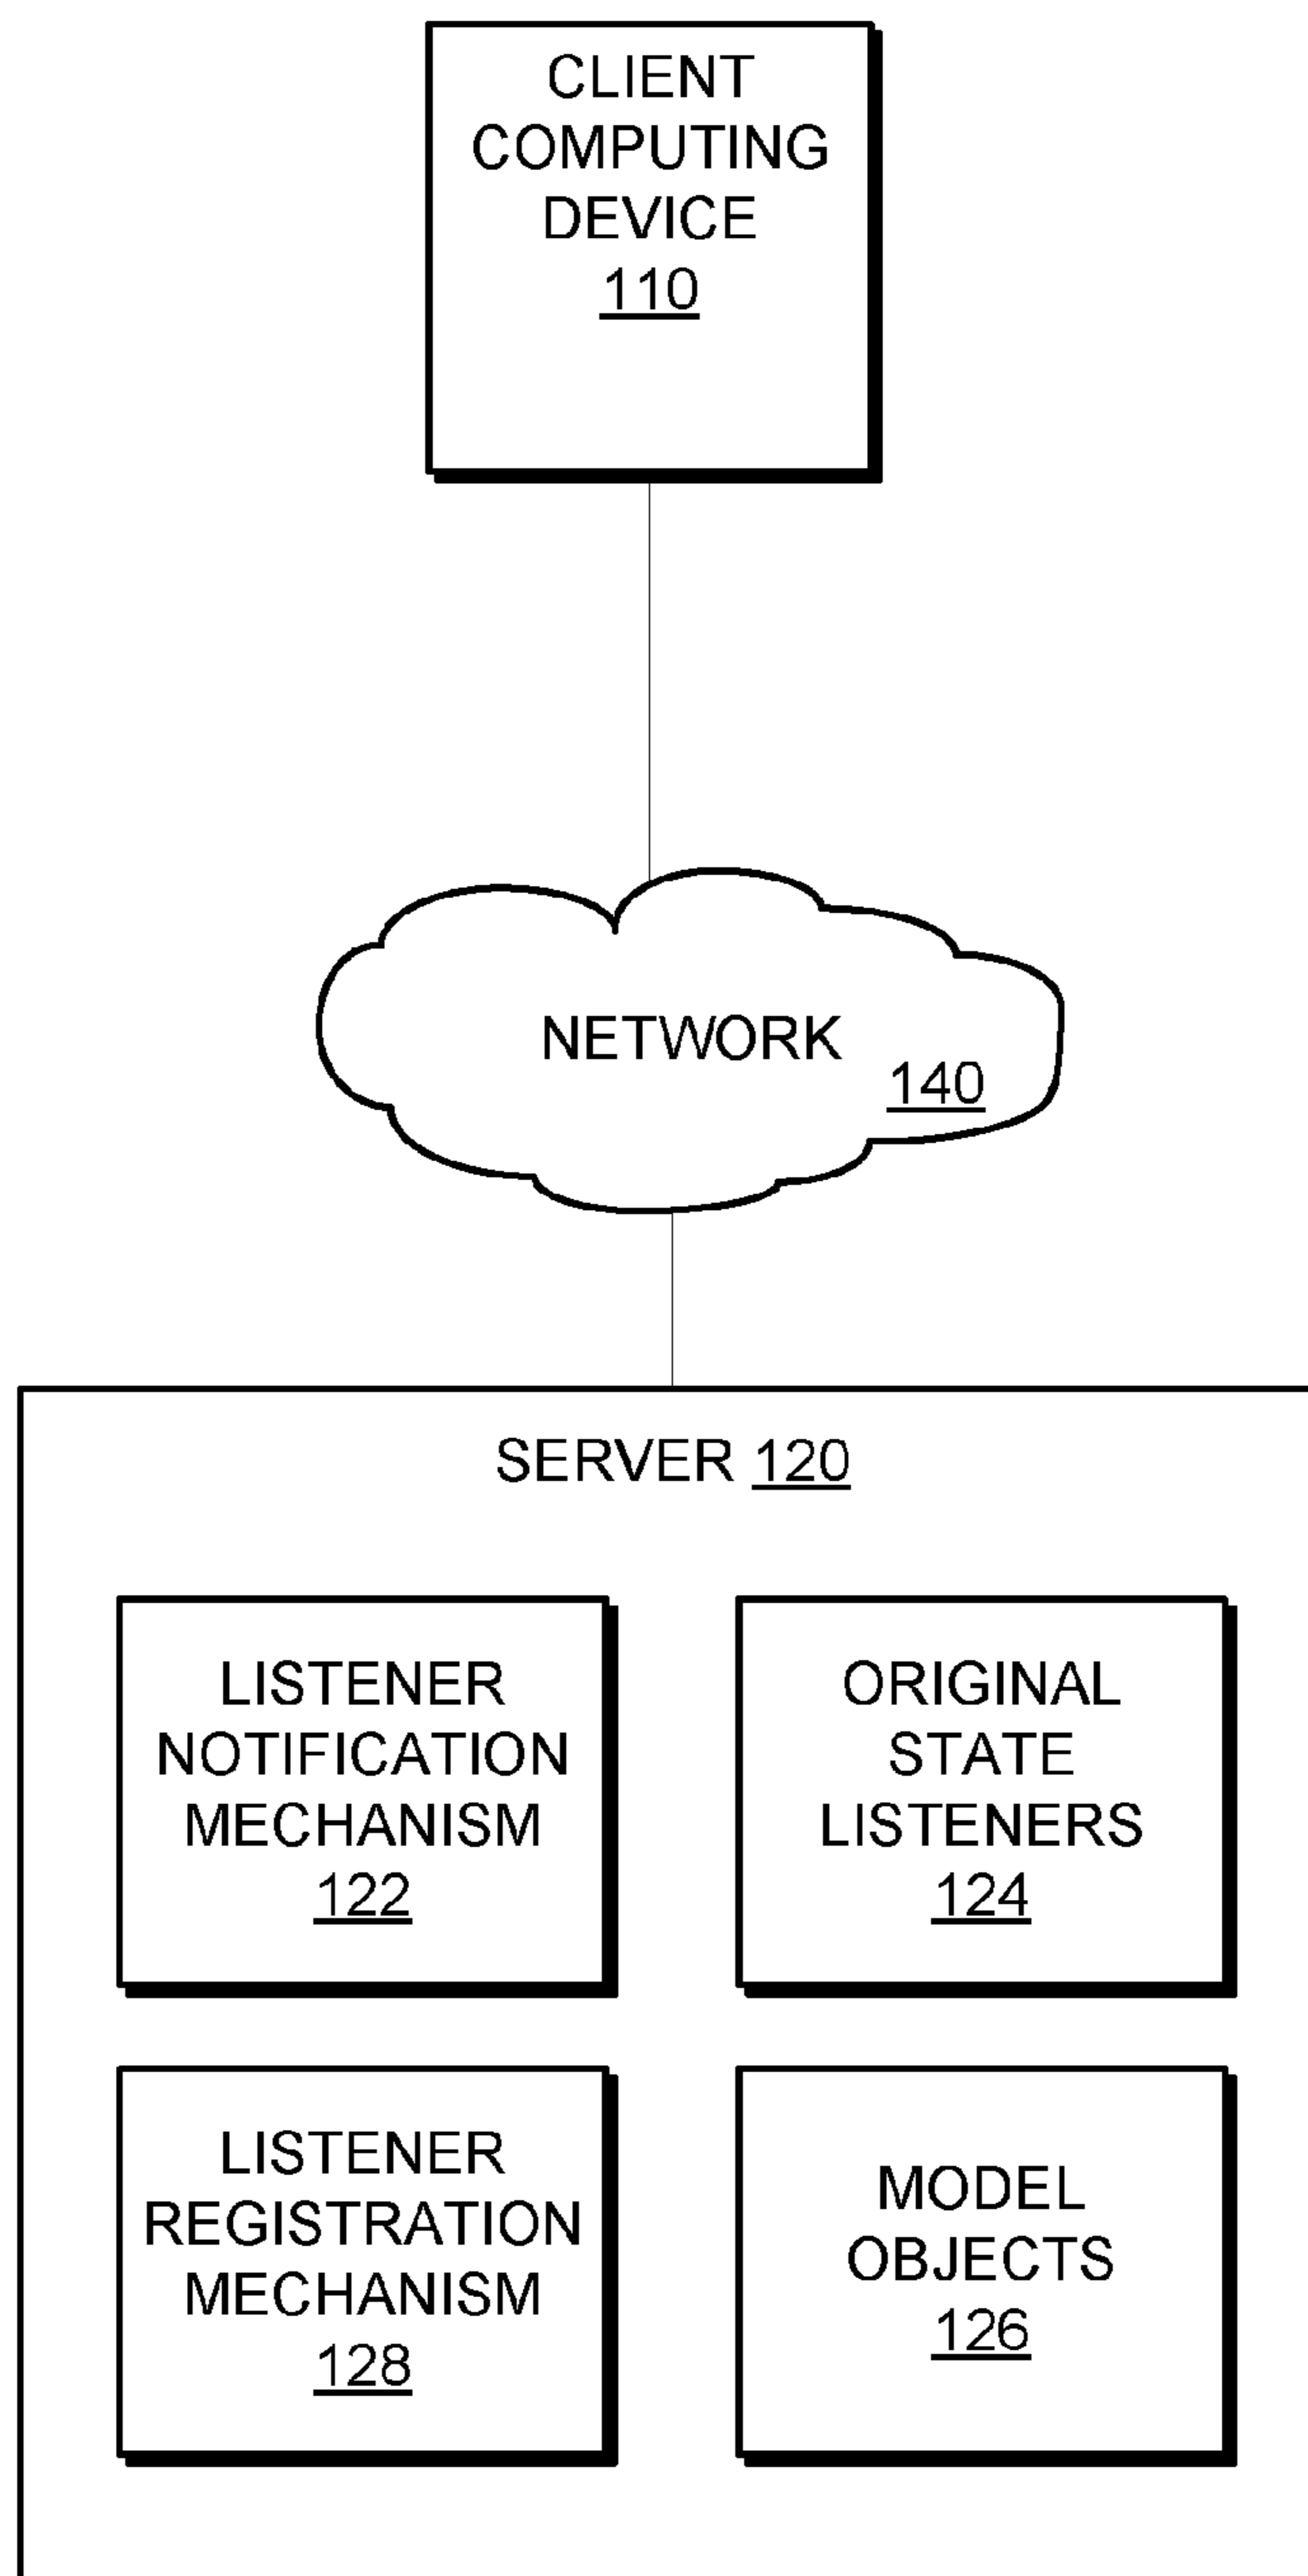 CLIENT
COMPUTING
DEVICE
110
NETWORK
140
SERVER 120
LISTENER
NOTIFICATION
MECHANISM
122
ORIGINAL
STATE
LISTENERS
124
LISTENER
REGISTRATION
MECHANISM
128
MODEL
OBJECTS
126